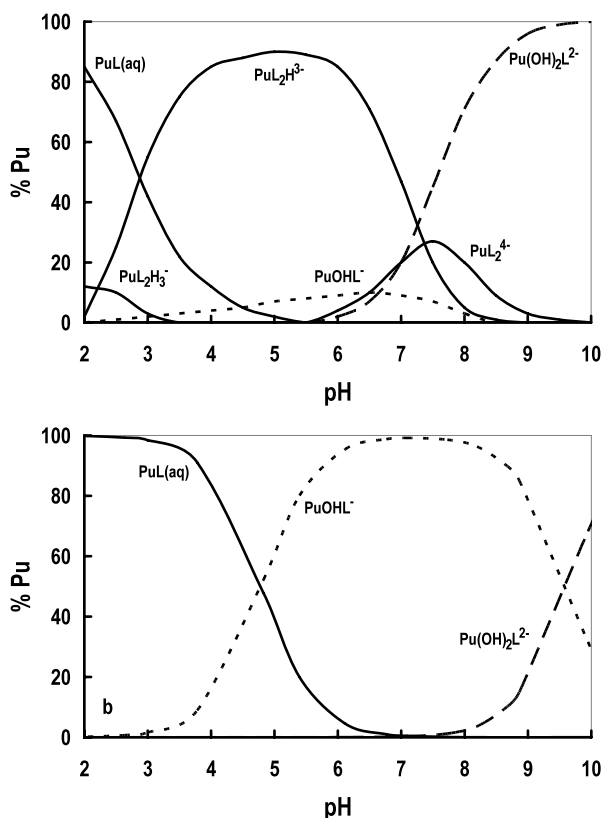 100
PuL(aq)
Pu(OH)₂L²⁻
80
PuL₂H³⁻
60
% Pu
40
PuL₂⁴⁻
20
PuL₂H₃⁻
PuOHL⁻
0
2 3 4 5 6 7 8 9 10
pH
100
PuL(aq)
80
PuOHL⁻
60
% Pu
40
Pu(OH)₂L²⁻
20
b
0
2 3 4 5 6 7 8 9 10
pH